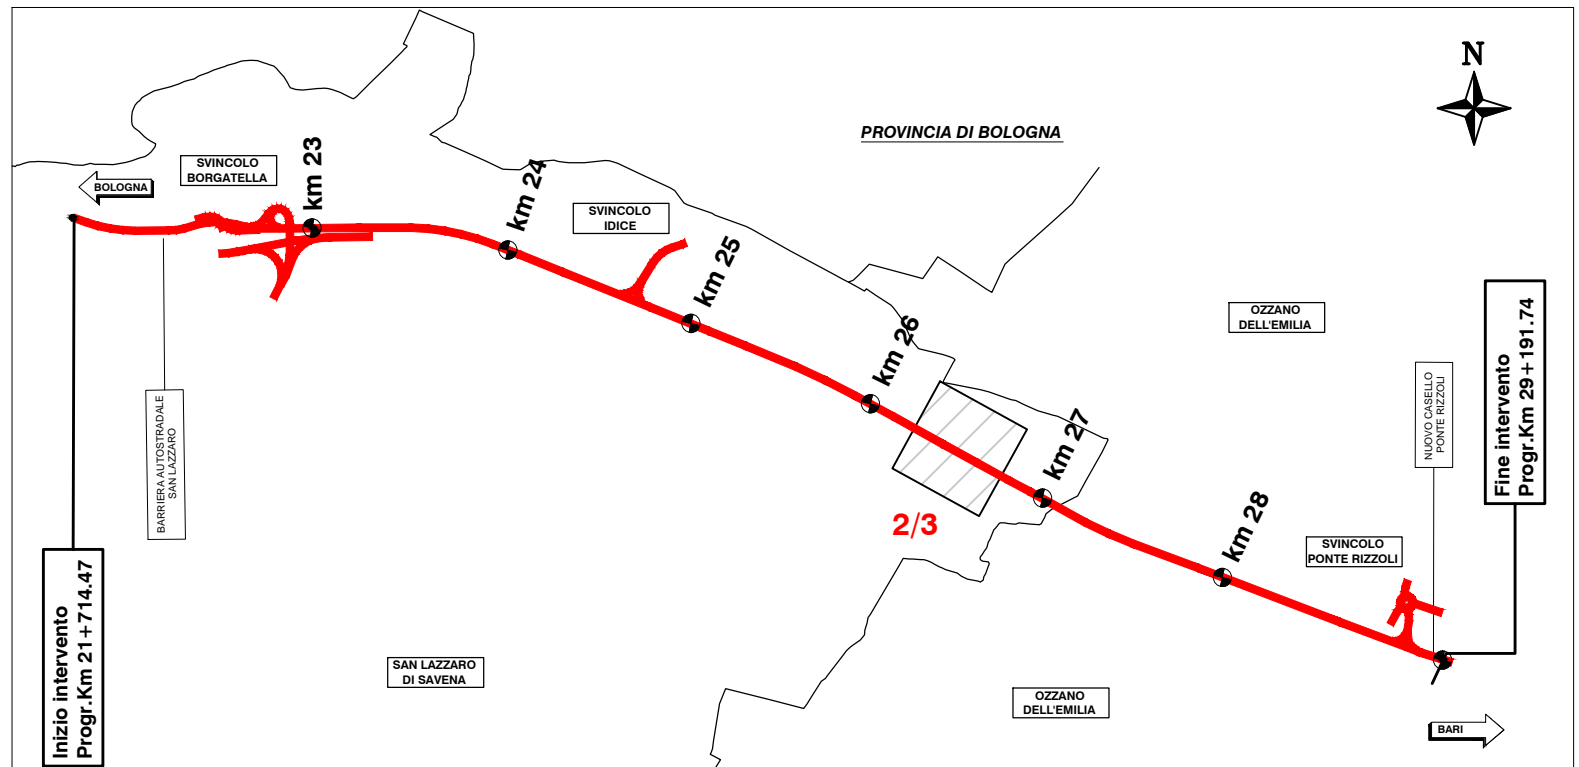 N
PROVINCIA DI BOLOGNA
SVINCOLO
BORGATELLA
BOLOGNA
km 23
km 24
SVINCOLO
IDICE
km 25
km 26
OZZANO
DELL'EMILIA
km 27
2/3
km 28
BARRIERA AUTOSTRADALE
SAN LAZZARO
NUOVO CASELLO
PONTE RIZZOLI
Fine intervento
Progr.Km 29+191.74
SVINCOLO
PONTE RIZZOLI
Inizio intervento
Progr.Km 21+714.47
SAN LAZZARO
DI SAVENA
OZZANO
DELL'EMILIA
BARI